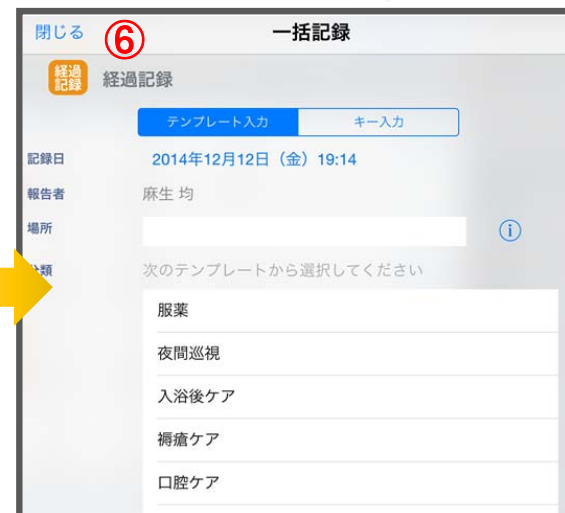 閉じる ⑥ 一括記録
経過
記録
経過記録
テンプレート入力 キー入力
記録日 2014年12月12日（金）19:14
報告者 麻生 均
場所
分類 次のテンプレートから選択してください
服薬
夜間巡視
入浴後ケア
褥瘡ケア
口腔ケア